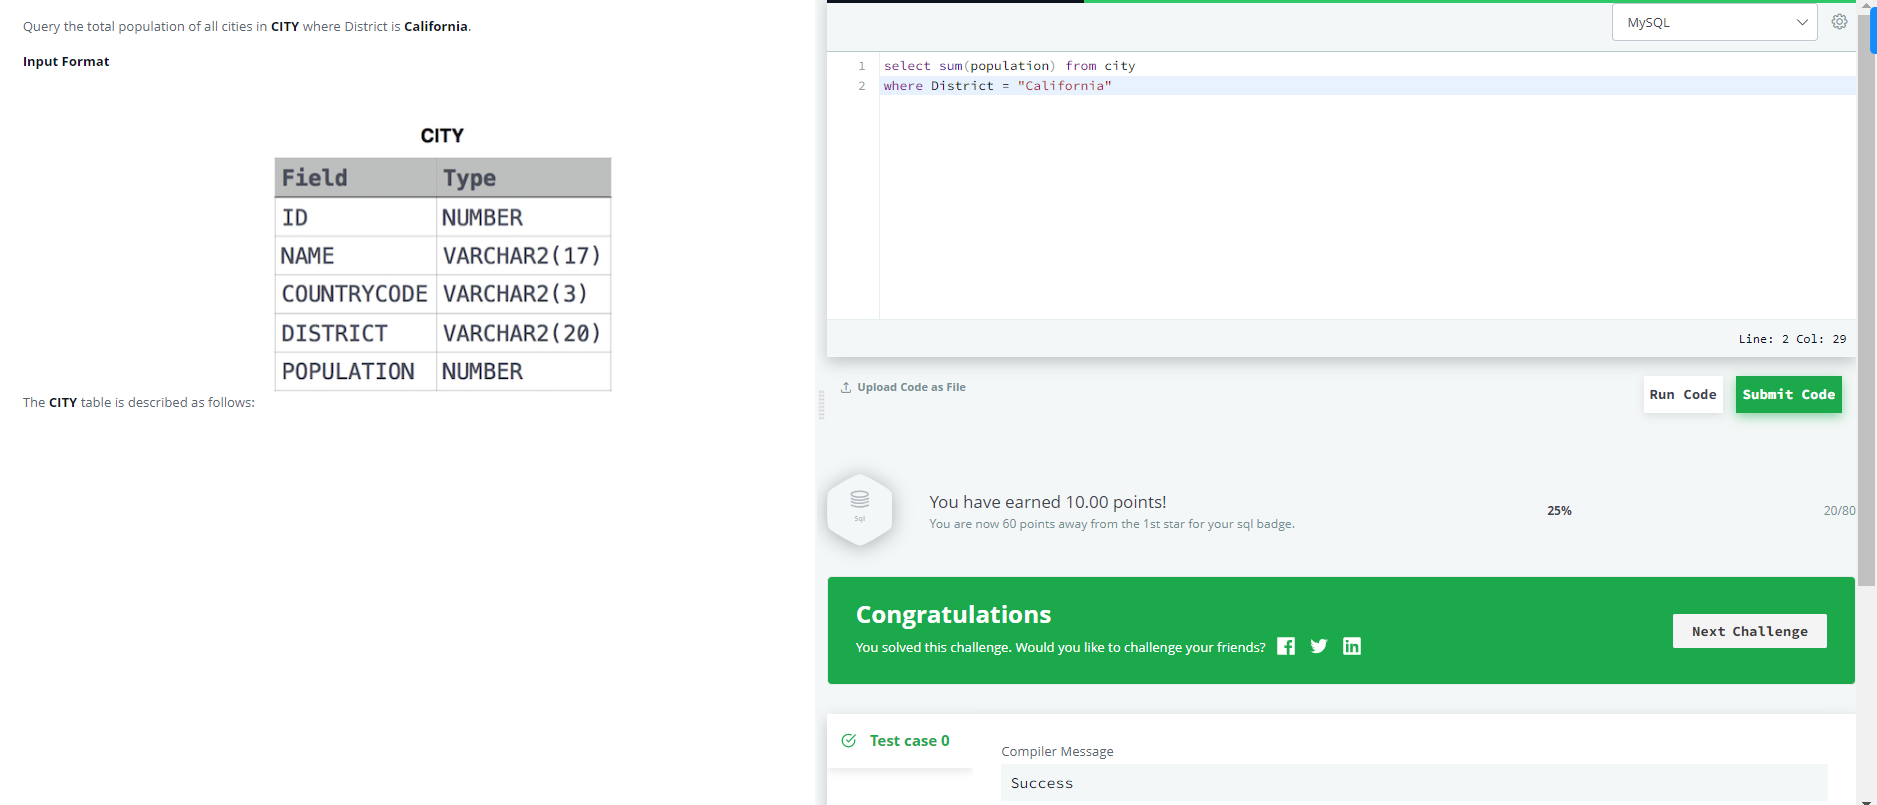 Query the total population of all cities in CITY where District is California.
Input Format
CITY
Field Type
ID NUMBER
NAME VARCHAR2(17)
COUNTRYCODE VARCHAR2(3)
DISTRICT VARCHAR2(20)
POPULATION NUMBER
The CITY table is described as follows:
MySQL
1 select sum(population) from city
2 where District = "California"
Line: 2 Col: 29
Upload Code as File
Run Code
Submit Code
Sql
You have earned 10.00 points!
You are now 60 points away from the 1st star for your sql badge.
25%
20/80
Congratulations
You solved this challenge. Would you like to challenge your friends?
Next Challenge
Test case 0
Compiler Message
Success